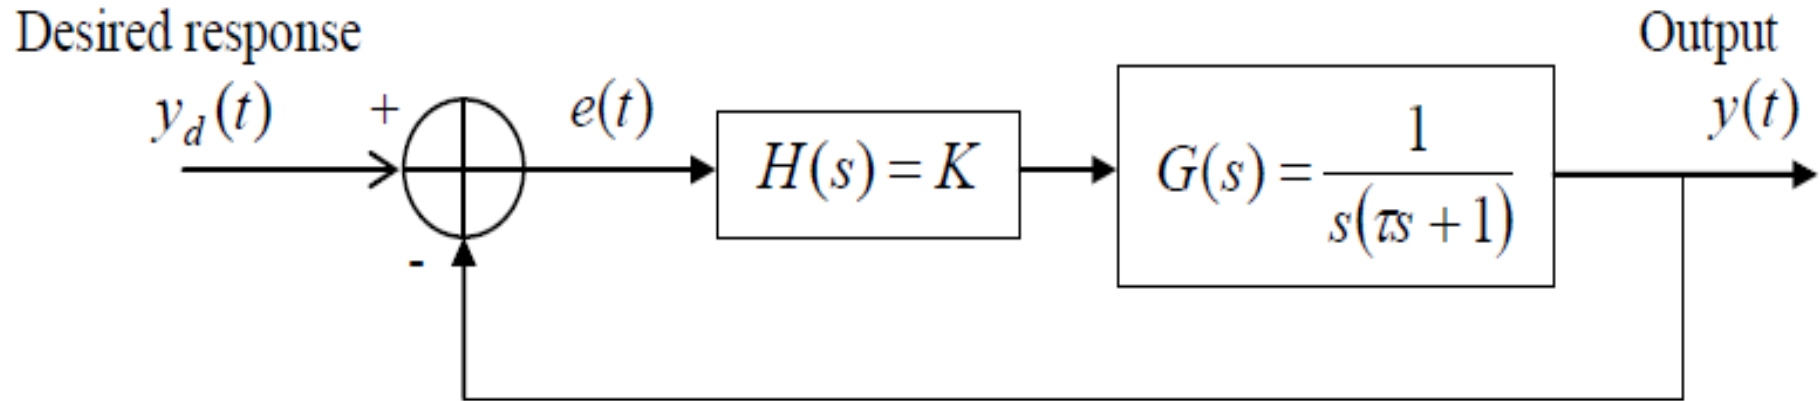 Desired response
Output
y_d(t)
+
e(t)
y(t)
H(s) = K
G(s) = 1 / s(τs + 1)
-